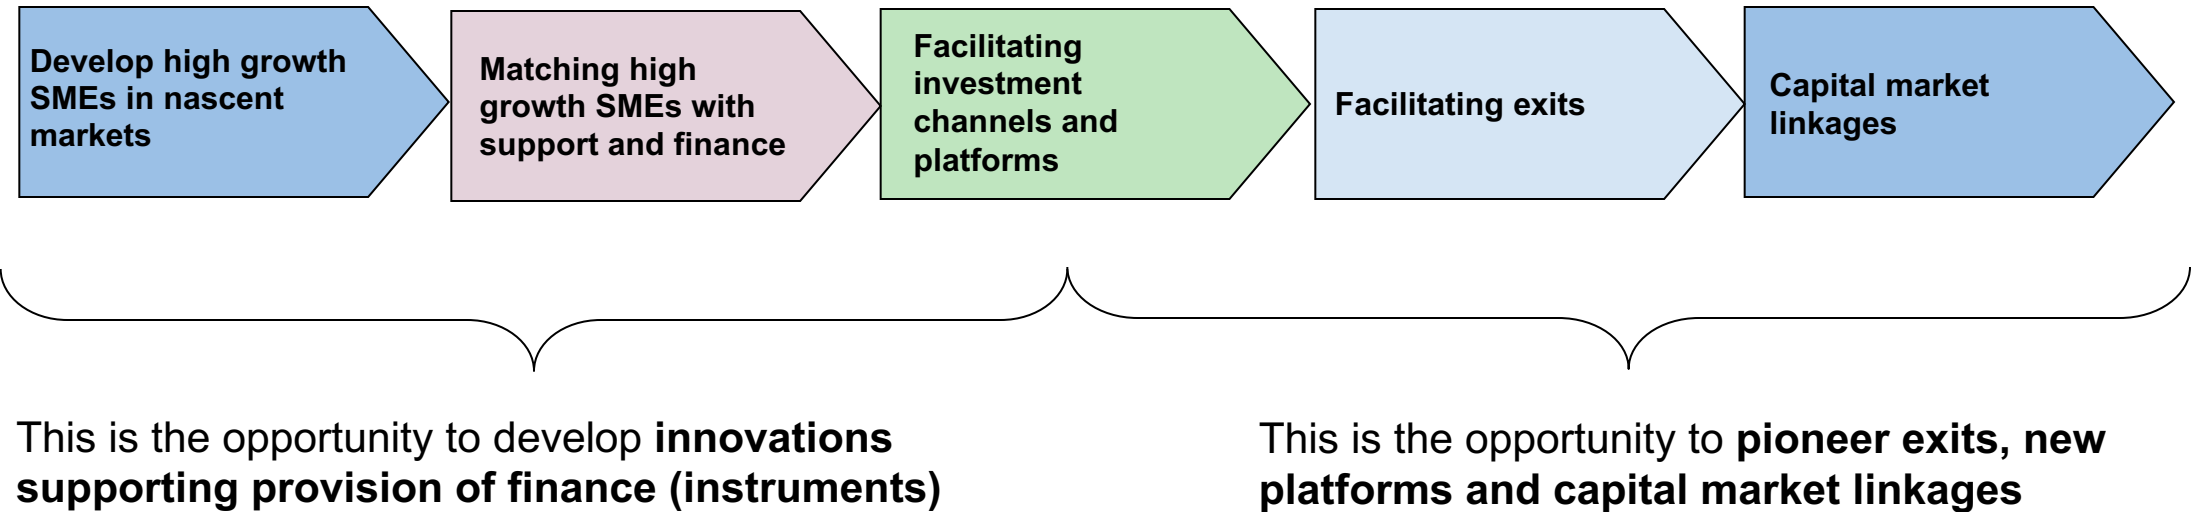 Develop high growth
SMEs in nascent
markets
Matching high
growth SMEs with
support and finance
Facilitating
investment
channels and
platforms
Facilitating exits
Capital market
linkages
This is the opportunity to develop innovations
supporting provision of finance (instruments)
This is the opportunity to pioneer exits, new
platforms and capital market linkages